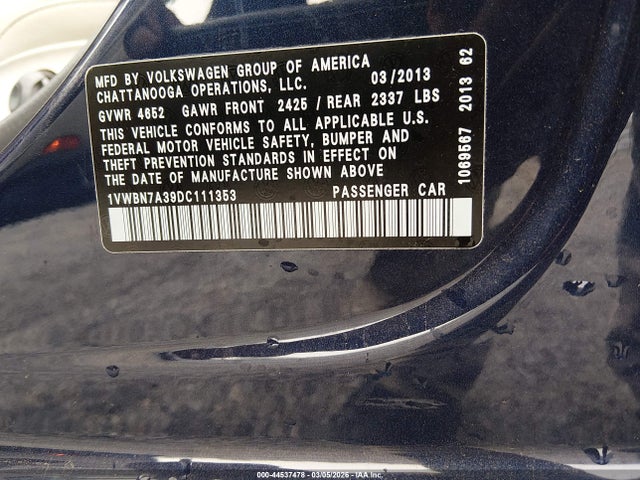 MFD BY VOLKSWAGEN GROUP OF AMERICA
CHATTANOOGA OPERATIONS, LLC. 03/2013
GVWR 4652 GAWR FRONT 2425/REAR 2337 LBS
THIS VEHICLE CONFORMS TO ALL APPLICABLE U.S.
FEDERAL MOTOR VEHICLE SAFETY, BUMPER AND
THEFT PREVENTION STANDARDS IN EFFECT ON
THE DATE OF MANUFACTURE SHOWN ABOVE
1VWBN7A39DC111353 PASSENGER CAR
1069567 2013 62
000-44537478 - 03/05/2026 - IAA Inc.